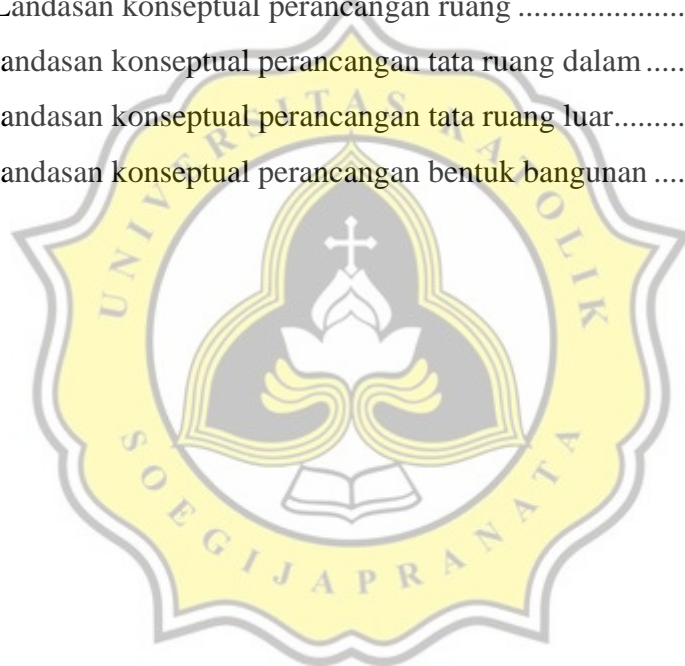 Landasan konseptual perancangan ruang .....................
andasan konseptual perancangan tata ruang dalam .....
andasan konseptual perancangan tata ruang luar.........
andasan konseptual perancangan bentuk bangunan ....
UNIVERSITAS KATOLIK
SOEGIJAPRANATA